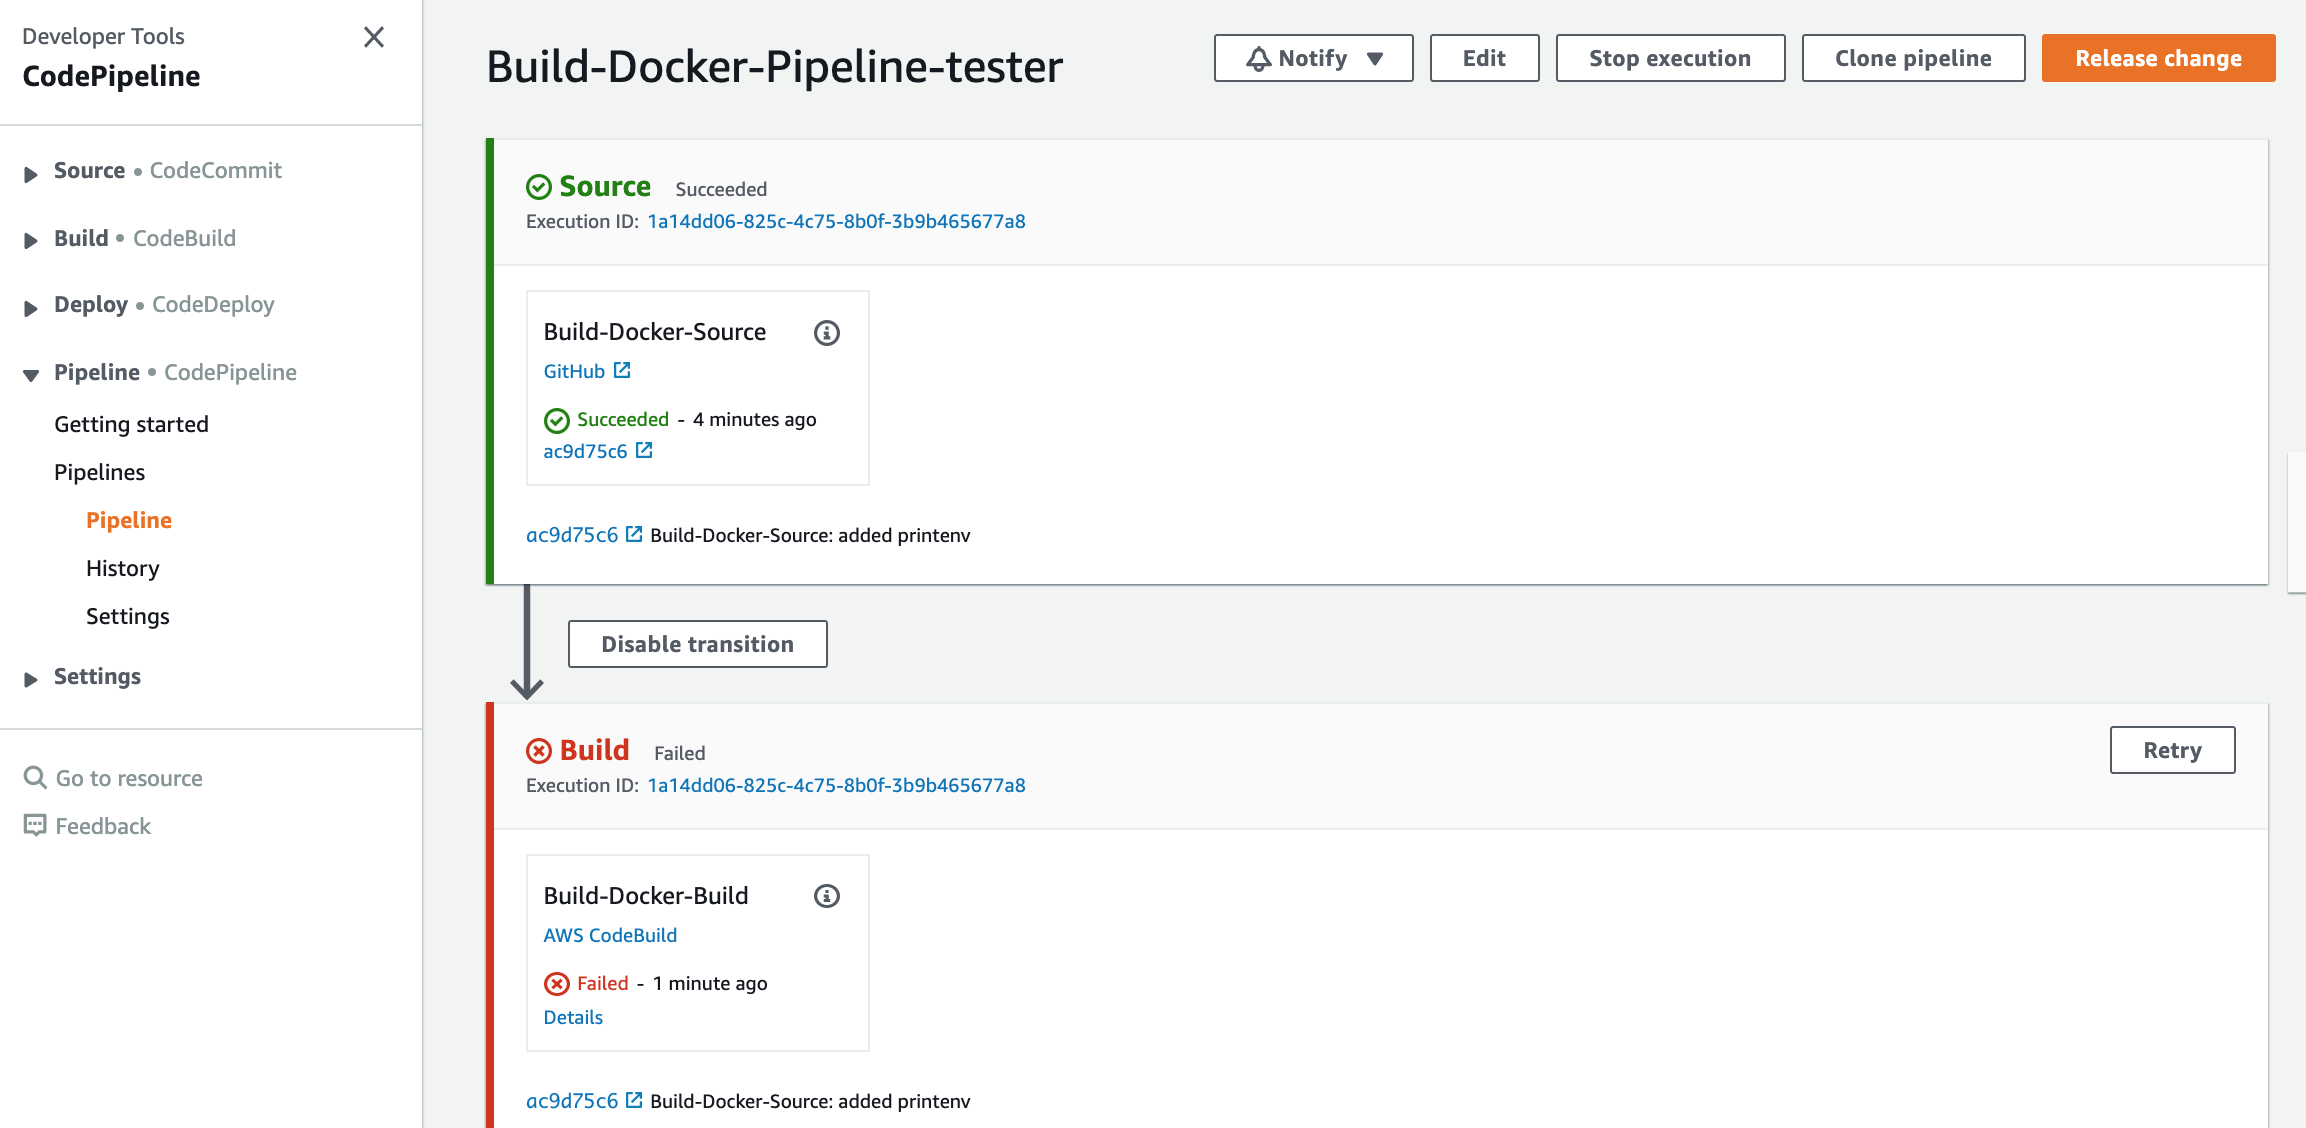 Developer Tools
CodePipeline
Source • CodeCommit
Build • CodeBuild
Deploy • CodeDeploy
Pipeline • CodePipeline
Getting started
Pipelines
Pipeline
History
Settings
Settings
Go to resource
Feedback
Build-Docker-Pipeline-tester
Notify
Edit
Stop execution
Clone pipeline
Release change
Source Succeeded
Execution ID: 1a14dd06-825c-4c75-8b0f-3b9b465677a8
Build-Docker-Source
GitHub
Succeeded - 4 minutes ago
ac9d75c6
ac9d75c6 Build-Docker-Source: added printenv
Disable transition
Build Failed
Retry
Execution ID: 1a14dd06-825c-4c75-8b0f-3b9b465677a8
Build-Docker-Build
AWS CodeBuild
Failed - 1 minute ago
Details
ac9d75c6 Build-Docker-Source: added printenv